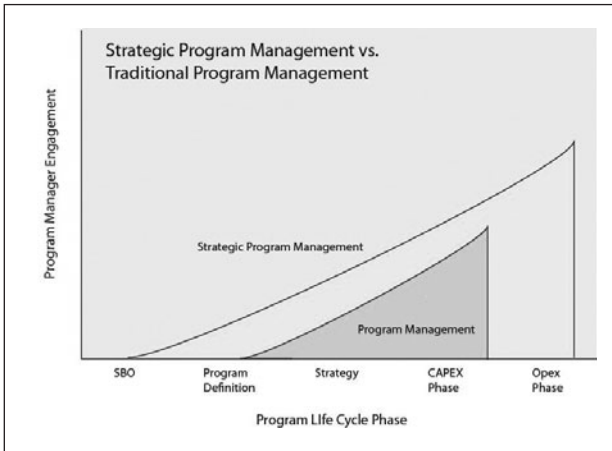 Strategic Program Management vs.
Traditional Program Management
Program Manager Engagement
Strategic Program Management
Program Management
SBO
Program
Definition
Strategy
CAPEX
Phase
Opex
Phase
Program LIfe Cycle Phase